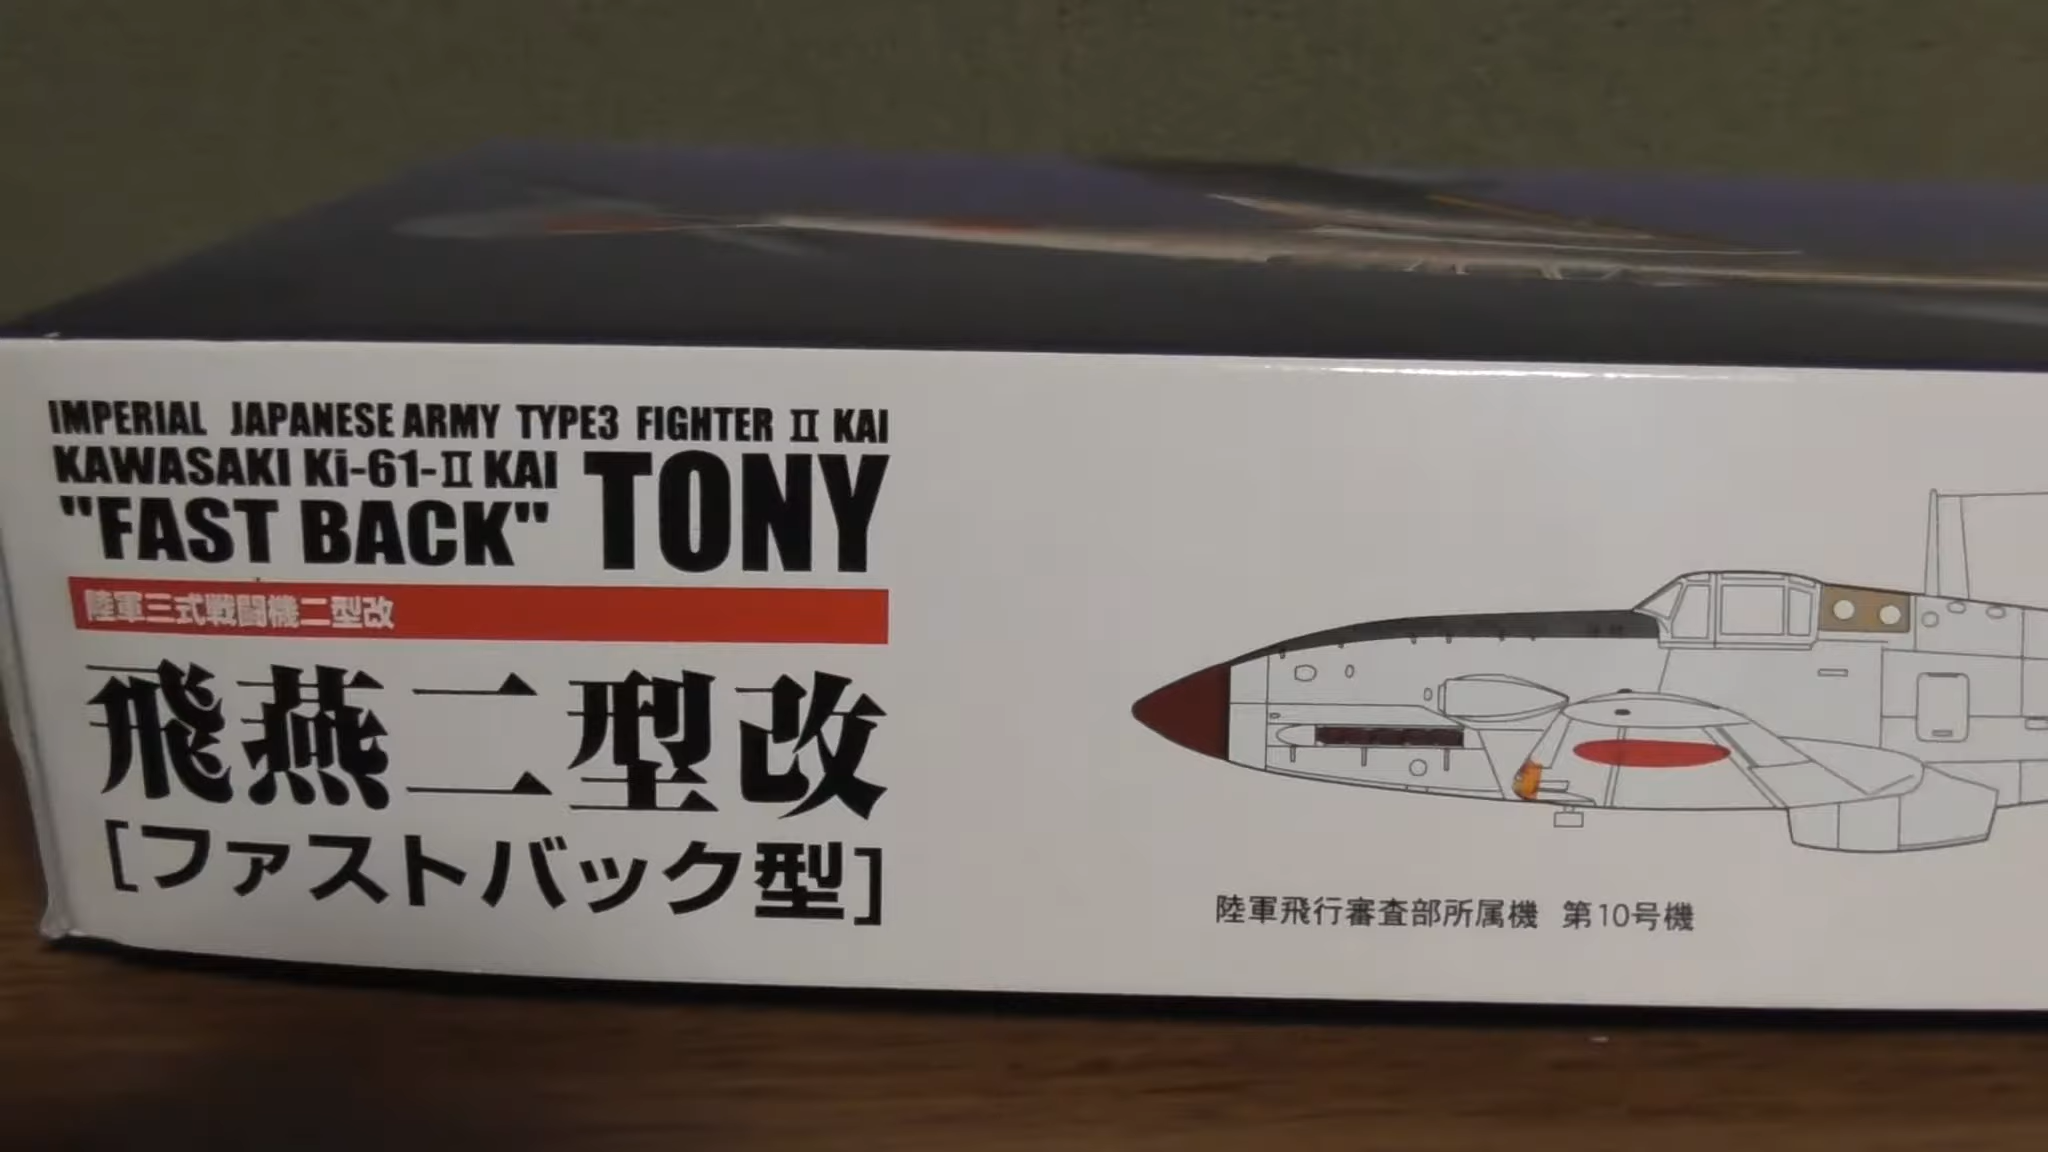 IMPERIAL JAPANESE ARMY TYPE3 FIGHTER II KAI
KAWASAKI Ki-61-II KAI
"FAST BACK" TONY
陸軍三式戦闘機二型改
飛燕二型改
[ファストバック型]
陸軍飛行審査部所属機 第10号機